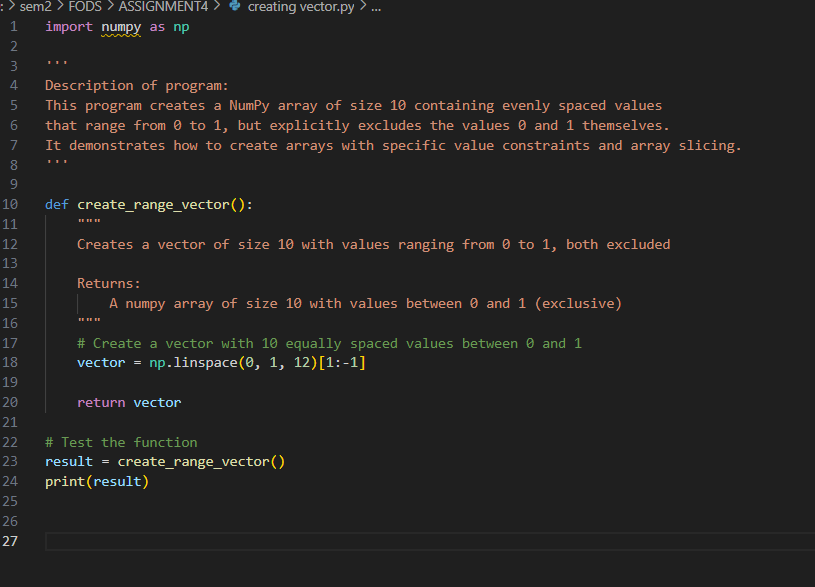 : > sem2 > FODS > ASSIGNMENT4 > creating vector.py > ...
1 import numpy as np
2
3 '''
4 Description of program:
5 This program creates a NumPy array of size 10 containing evenly spaced values
6 that range from 0 to 1, but explicitly excludes the values 0 and 1 themselves.
7 It demonstrates how to create arrays with specific value constraints and array slicing.
8 '''
9
10 def create_range_vector():
11     """
12     Creates a vector of size 10 with values ranging from 0 to 1, both excluded
13
14     Returns:
15         A numpy array of size 10 with values between 0 and 1 (exclusive)
16     """
17     # Create a vector with 10 equally spaced values between 0 and 1
18     vector = np.linspace(0, 1, 12)[1:-1]
19
20     return vector
21
22 # Test the function
23 result = create_range_vector()
24 print(result)
25
26
27